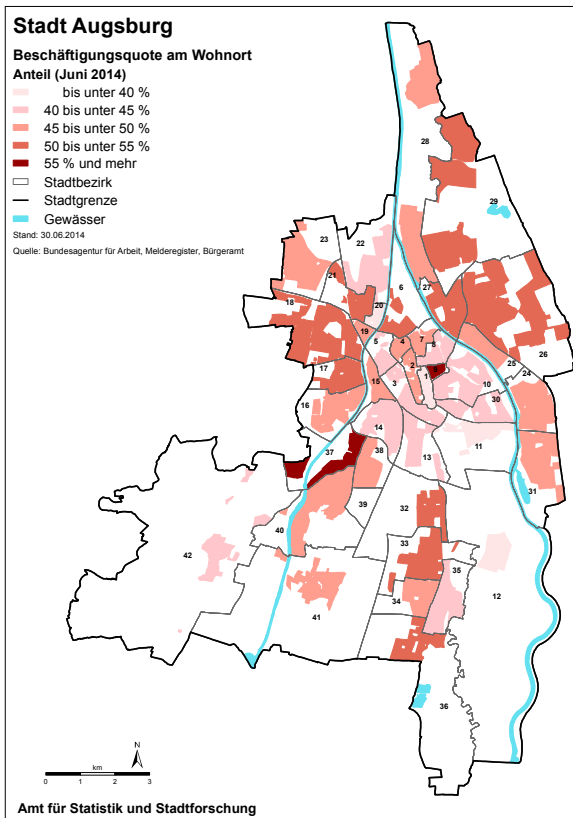 Stadt Augsburg
Beschäftigungsquote am Wohnort
Anteil (Juni 2014)
bis unter 40 %
40 bis unter 45 %
45 bis unter 50 %
50 bis unter 55 %
55 % und mehr
Stadtbezirk
Stadtgrenze
Gewässer
Stand: 30.06.2014
Quelle: Bundesagentur für Arbeit, Melderegister, Bürgeramt
28
29
23
22
21
6
27
20
18
19
5
4
7
8
26
25
17
2
9
24
15
1
3
10
30
16
14
11
37
38
13
31
39
32
40
33
42
35
12
34
41
36
N
km
0 1 2 3
Amt für Statistik und Stadtforschung